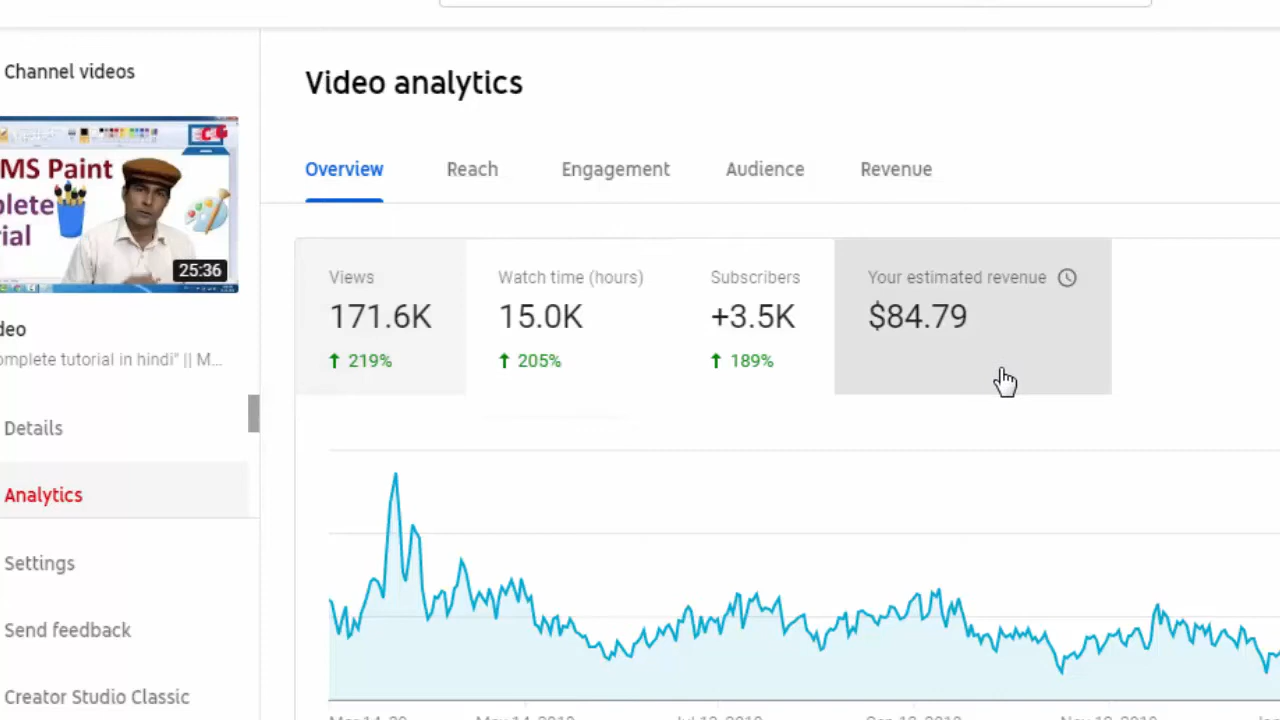 Channel videos
Video analytics
MS Paint
25:36
Overview
Reach
Engagement
Audience
Revenue
Views
171.6K
219%
Watch time (hours)
15.0K
205%
Subscribers
+3.5K
189%
Your estimated revenue
$84.79
deo
omplete tutorial in hindi" || M...
Details
Analytics
Settings
Send feedback
Creator Studio Classic